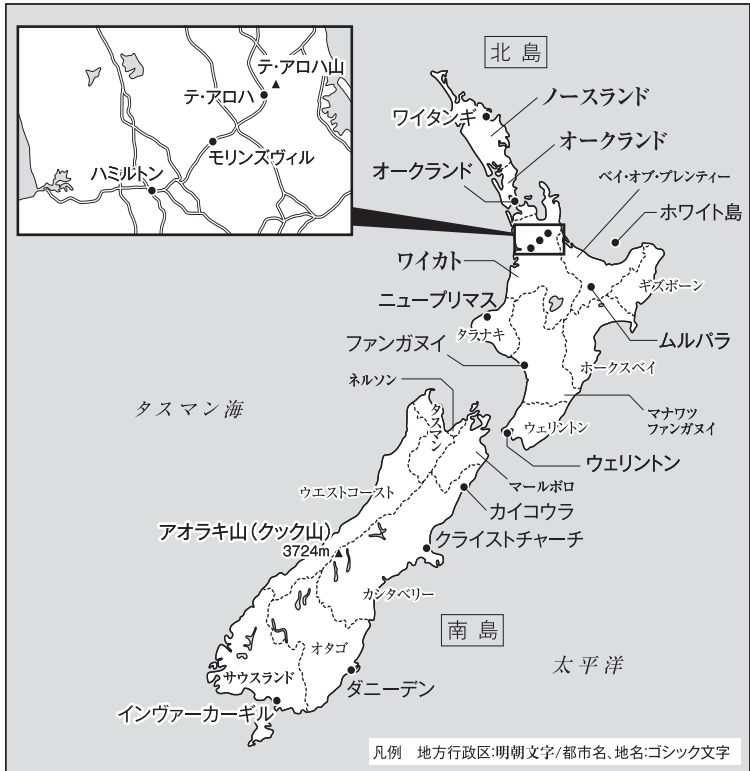 テ・アロハ山
テ・アロハ
モリンズヴィル
ハミルトン
北島
ワイタンギ
ノースランド
オークランド
オークランド
ベイ・オブ・プレンティー
ホワイト島
ワイカト
ギズボーン
ニュープリマス
タラナキ
ムルパラ
ファンガヌイ
ホークスベイ
ネルソン
タスマン海
タスマン
マナワツ
ファンガヌイ
ウェリントン
ウェリントン
マールボロ
ウエストコースト
カイコウラ
アオラキ山(クック山)
3724m
クライストチャーチ
カンタベリー
南島
オタゴ
太平洋
サウスランド
ダニーデン
インヴァーカーギル
凡例 地方行政区:明朝文字/都市名、地名:ゴシック文字